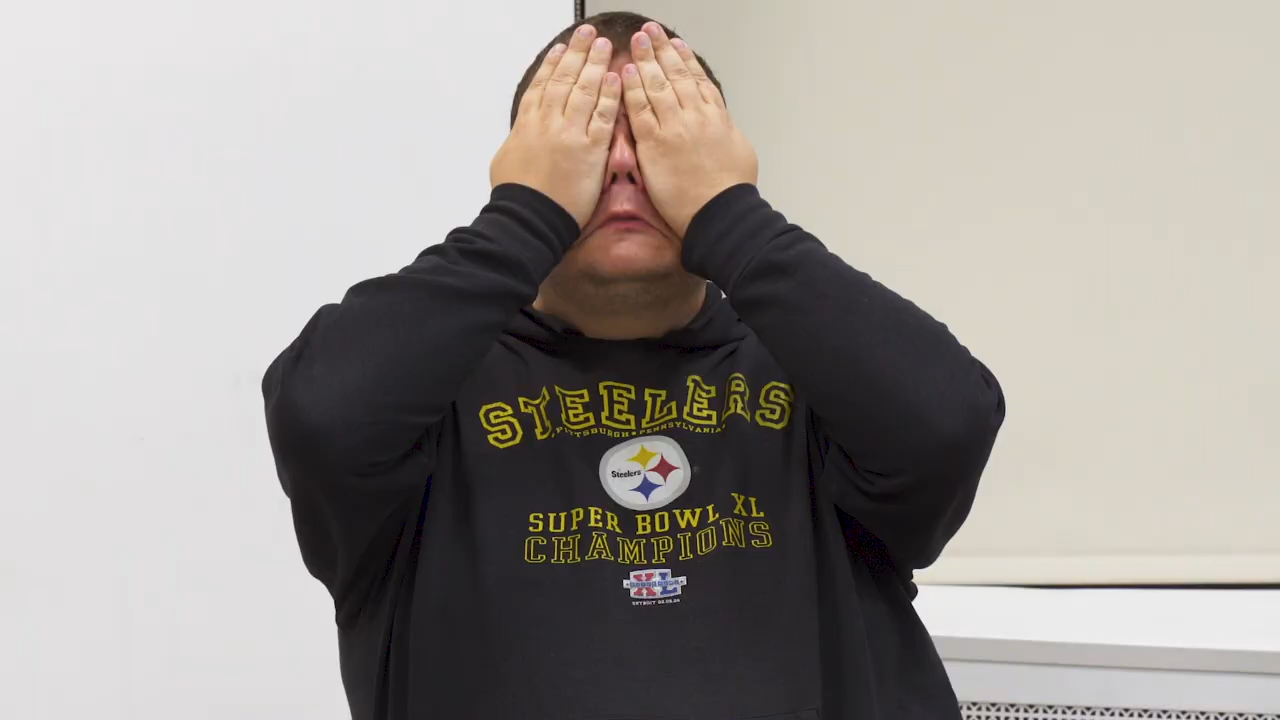 STEELERS
PITTSBURGH PENNSYLVANIA
Steelers
SUPER BOWL XL
CHAMPIONS
XL